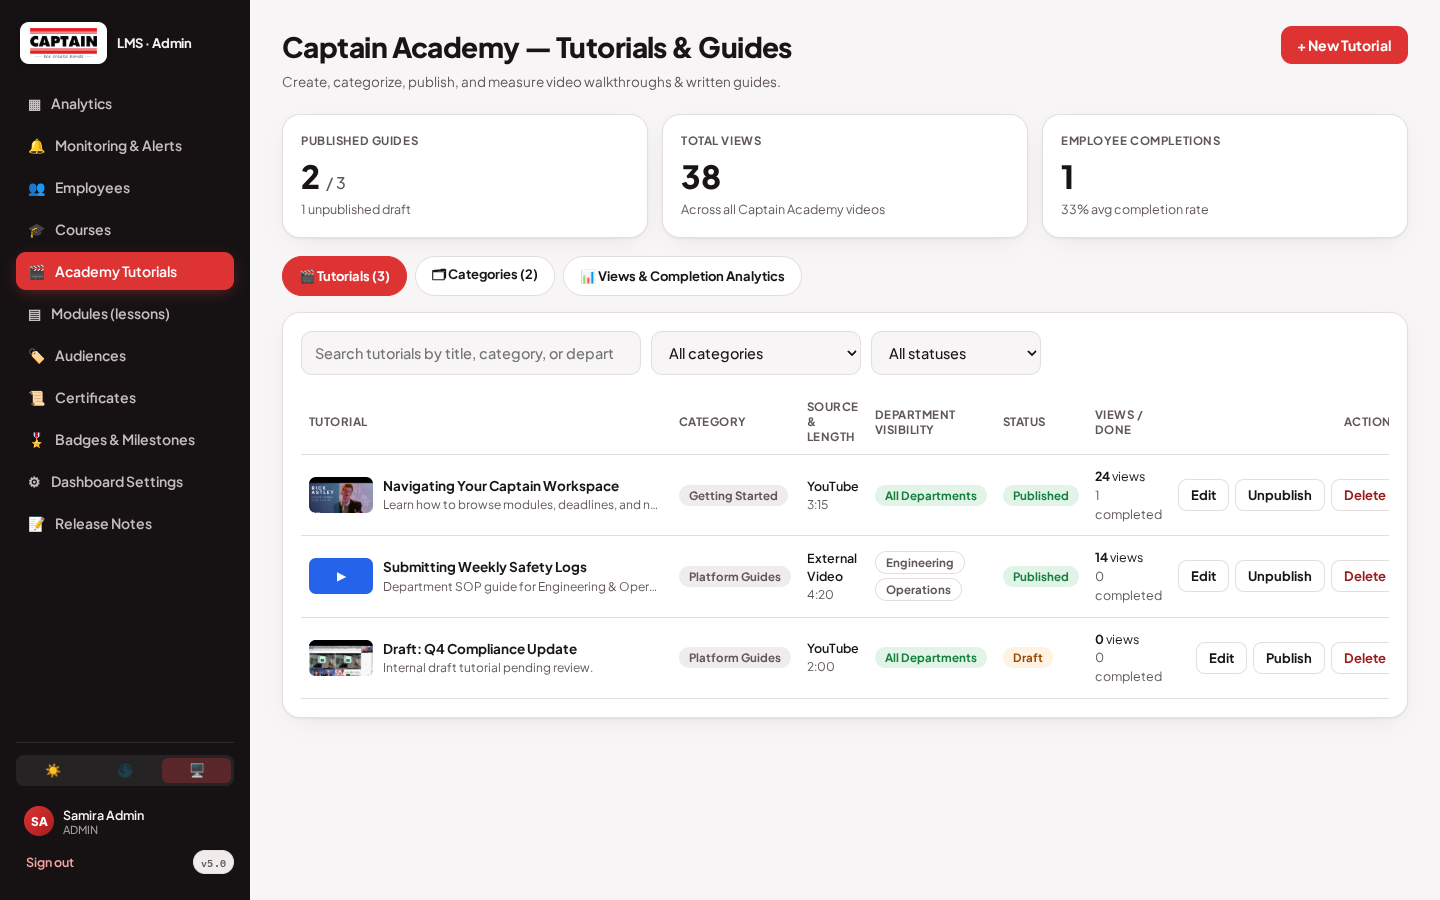 CAPTAIN
LMS · Admin
Analytics
Monitoring & Alerts
Employees
Courses
Academy Tutorials
Modules (lessons)
Audiences
Certificates
Badges & Milestones
Dashboard Settings
Release Notes
SA
Samira Admin
ADMIN
Sign out
v5.0
Captain Academy — Tutorials & Guides
Create, categorize, publish, and measure video walkthroughs & written guides.
+ New Tutorial
PUBLISHED GUIDES
2 / 3
1 unpublished draft
TOTAL VIEWS
38
Across all Captain Academy videos
EMPLOYEE COMPLETIONS
1
33% avg completion rate
Tutorials (3)
Categories (2)
Views & Completion Analytics
Search tutorials by title, category, or depart
All categories
All statuses
TUTORIAL
CATEGORY
SOURCE
&
LENGTH
DEPARTMENT
VISIBILITY
STATUS
VIEWS /
DONE
ACTION
RICK
ASTLEY
Navigating Your Captain Workspace
Learn how to browse modules, deadlines, and n...
Getting Started
YouTube
3:15
All Departments
Published
24 views
1
completed
Edit
Unpublish
Delete
Submitting Weekly Safety Logs
Department SOP guide for Engineering & Oper...
Platform Guides
External
Video
4:20
Engineering
Operations
Published
14 views
0
completed
Edit
Unpublish
Delete
Draft: Q4 Compliance Update
Internal draft tutorial pending review.
Platform Guides
YouTube
2:00
All Departments
Draft
0 views
0
completed
Edit
Publish
Delete